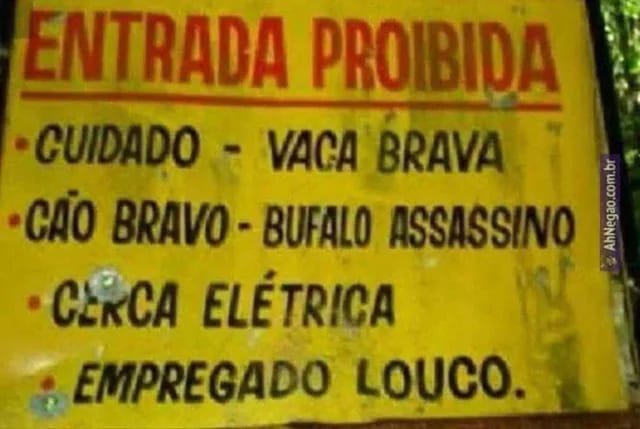 ENTRADA PROIBIDA
• CUIDADO - VACA BRAVA
• CÃO BRAVO - BUFALO ASSASSINO
• CERCA ELÉTRICA
• EMPREGADO LOUCO.
AhNegao.com.br